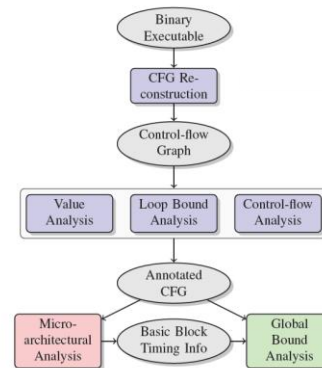 Binary
Executable
CFG Re-
construction
Control-flow
Graph
Value
Analysis
Loop Bound
Analysis
Control-flow
Analysis
Annotated
CFG
Micro-
architectural
Analysis
Basic Block
Timing Info
Global
Bound
Analysis